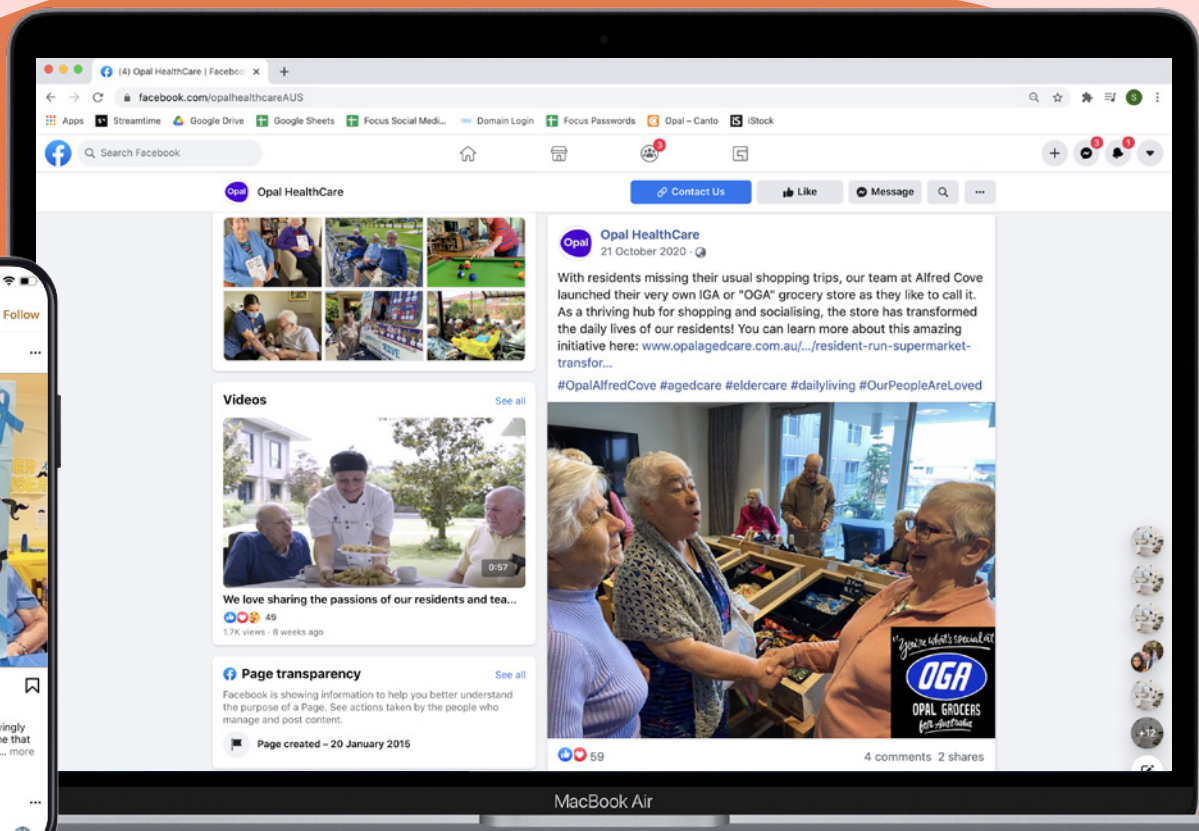 (4) Opal HealthCare | Faceboo
facebook.com/opalhealthcareAUS
S
Apps
Streamtime
Google Drive
Google Sheets
Focus Social Medi...
Domain Login
Focus Passwords
Opal – Canto
IS
iStock
Search Facebook
3
3
1
Opal
Opal HealthCare
Contact Us
Like
Message
Opal
Opal HealthCare
21 October 2020 ·
With residents missing their usual shopping trips, our team at Alfred Cove
launched their very own IGA or "OGA" grocery store as they like to call it.
As a thriving hub for shopping and socialising, the store has transformed
the daily lives of our residents! You can learn more about this amazing
initiative here: www.opalagedcare.com.au/.../resident-run-supermarket-
transfor...
#OpalAlfredCove #agedcare #eldercare #dailyliving #OurPeopleAreLoved
Videos
See all
0:57
We love sharing the passions of our residents and tea...
49
1.7K views · 8 weeks ago
Page transparency
See all
Facebook is showing information to help you better understand
the purpose of a Page. See actions taken by the people who
manage and post content.
Page created – 20 January 2015
"You're what's special at
OGA
OPAL GROCERS
for Australia
59
4 comments 2 shares
+12
MacBook Air
Follow
...
more